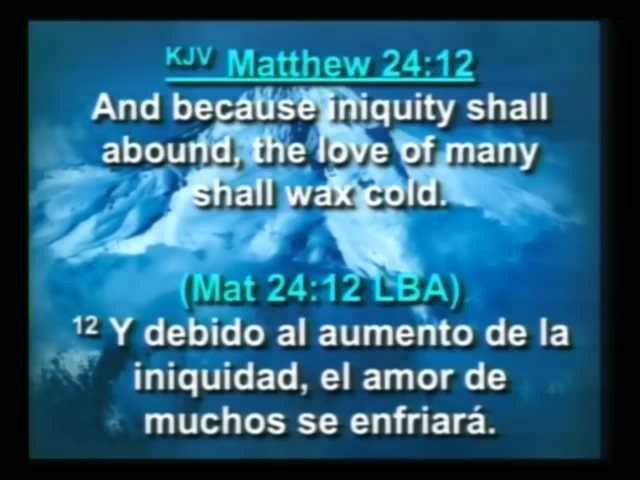 KJV Matthew 24:12
And because iniquity shall
abound, the love of many
shall wax cold.
(Mat 24:12 LBA)
12 Y debido al aumento de la
iniquidad, el amor de
muchos se enfriará.